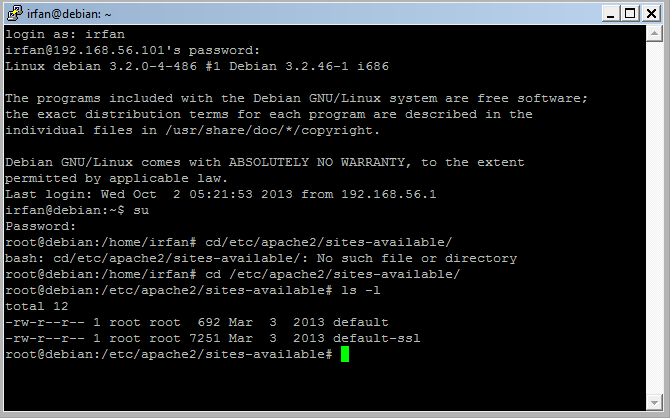 irfan@debian: ~
login as: irfan
irfan@192.168.56.101's password:
Linux debian 3.2.0-4-486 #1 Debian 3.2.46-1 i686
The programs included with the Debian GNU/Linux system are free software;
the exact distribution terms for each program are described in the
individual files in /usr/share/doc/*/copyright.
Debian GNU/Linux comes with ABSOLUTELY NO WARRANTY, to the extent
permitted by applicable law.
Last login: Wed Oct  2 05:21:53 2013 from 192.168.56.1
irfan@debian:~$ su
Password:
root@debian:/home/irfan# cd/etc/apache2/sites-available/
bash: cd/etc/apache2/sites-available/: No such file or directory
root@debian:/home/irfan# cd /etc/apache2/sites-available/
root@debian:/etc/apache2/sites-available# ls -l
total 12
-rw-r--r-- 1 root root  692 Mar  3  2013 default
-rw-r--r-- 1 root root 7251 Mar  3  2013 default-ssl
root@debian:/etc/apache2/sites-available#